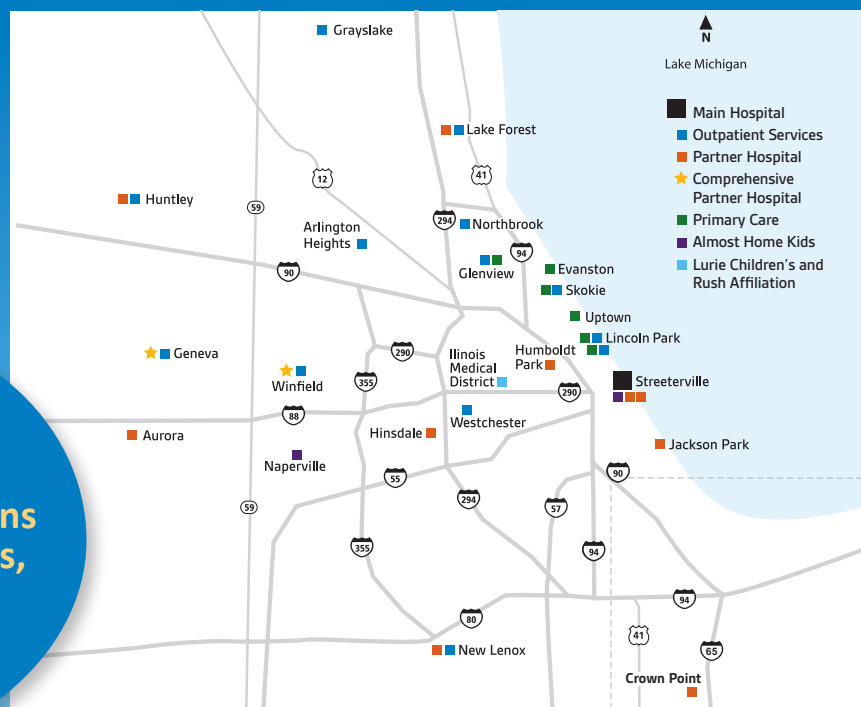 Grayslake
N
Lake Michigan
Main Hospital
Outpatient Services
Partner Hospital
Comprehensive
Partner Hospital
Primary Care
Almost Home Kids
Lurie Children's and
Rush Affiliation
Lake Forest
12
41
Huntley
59
294
Northbrook
Arlington
Heights
94
Glenview
Evanston
90
Skokie
Uptown
Lincoln Park
Geneva
290
Ilinois
Medical
District
Humboldt
Park
Winfield
355
290
Streeterville
88
Westchester
Aurora
Hinsdale
Jackson Park
Naperville
55
90
294
59
57
ns
s,
355
94
94
80
41
New Lenox
65
Crown Point